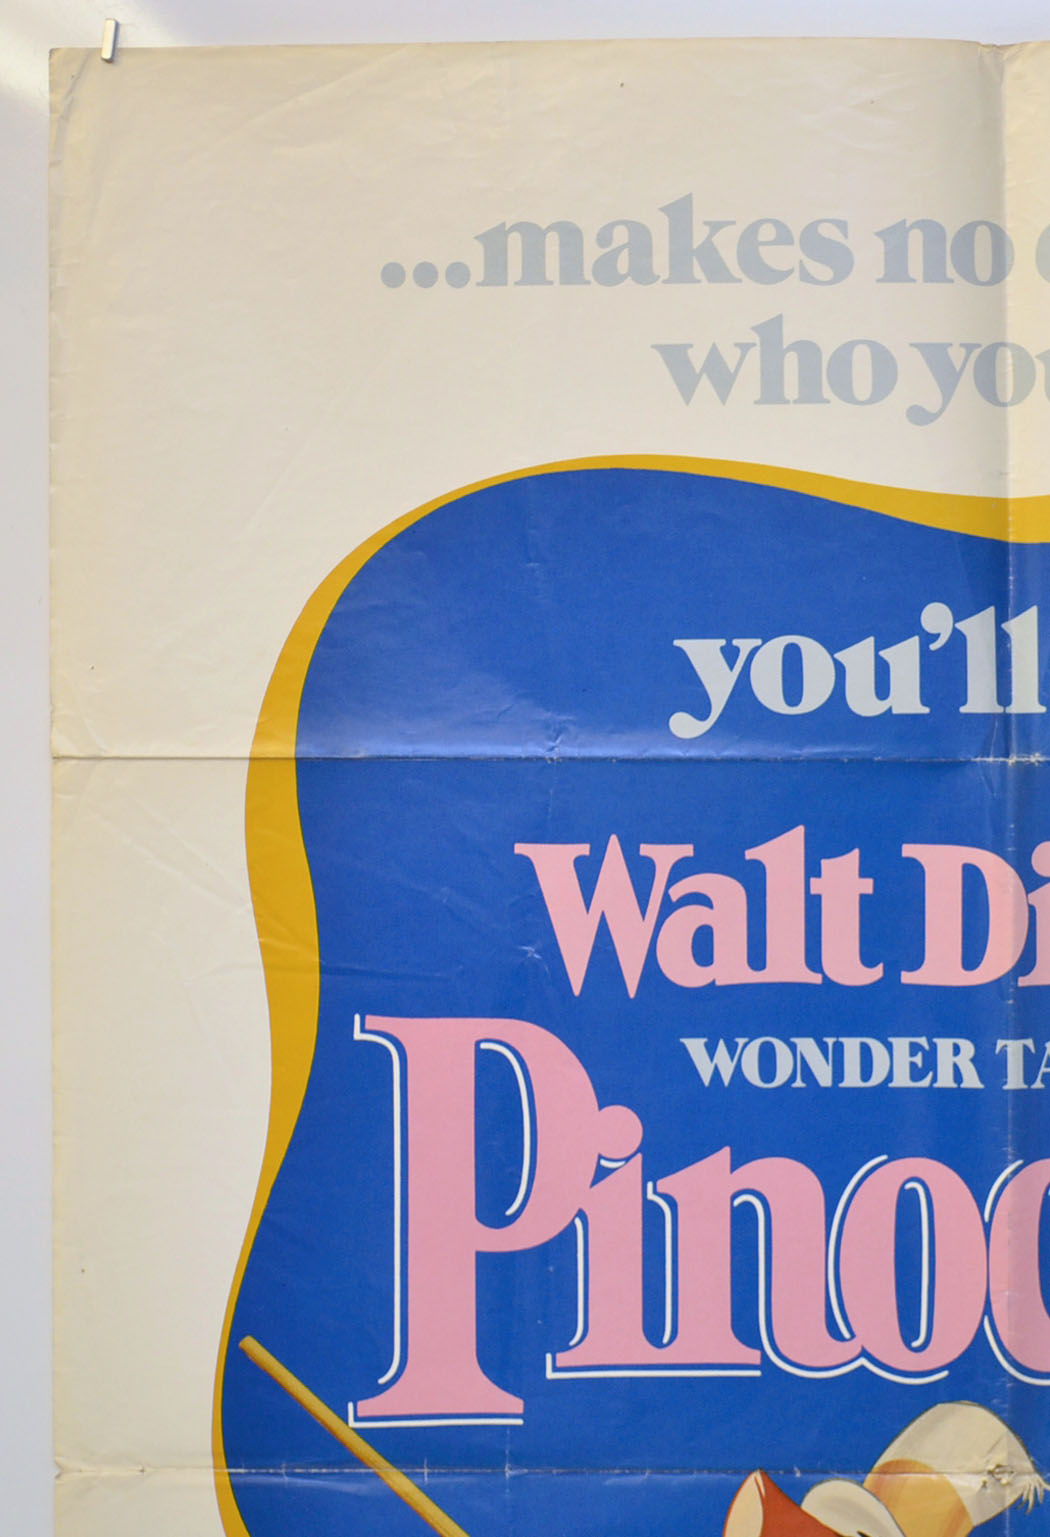 ...makes no
who you
you'll
Walt Di
WONDER TA
Pinoc